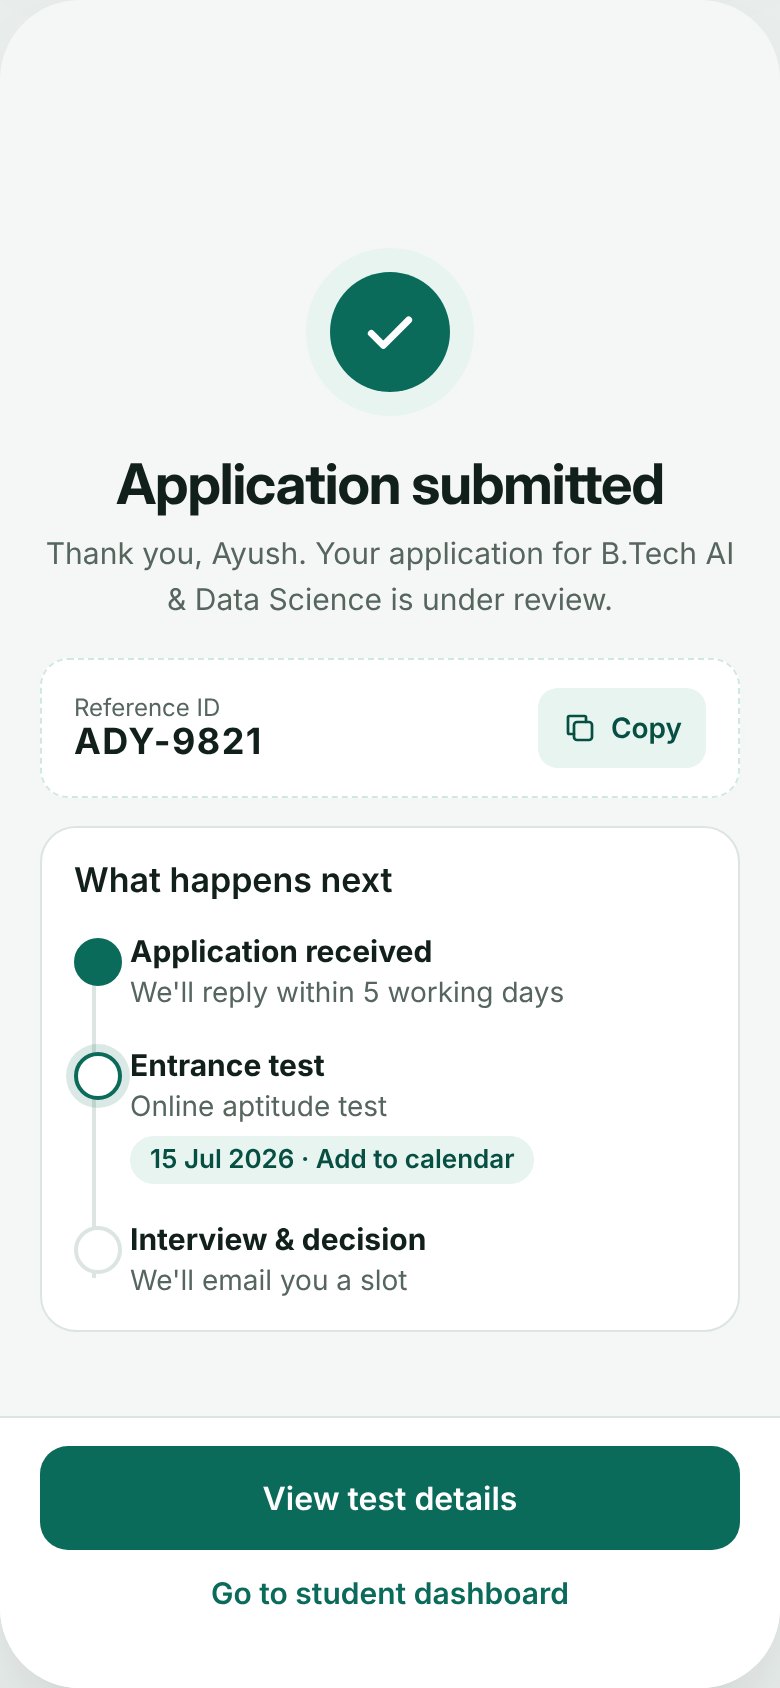 Application submitted
Thank you, Ayush. Your application for B.Tech AI
& Data Science is under review.
Reference ID
ADY-9821
Copy
What happens next
Application received
We'll reply within 5 working days
Entrance test
Online aptitude test
15 Jul 2026 · Add to calendar
Interview & decision
We'll email you a slot
View test details
Go to student dashboard